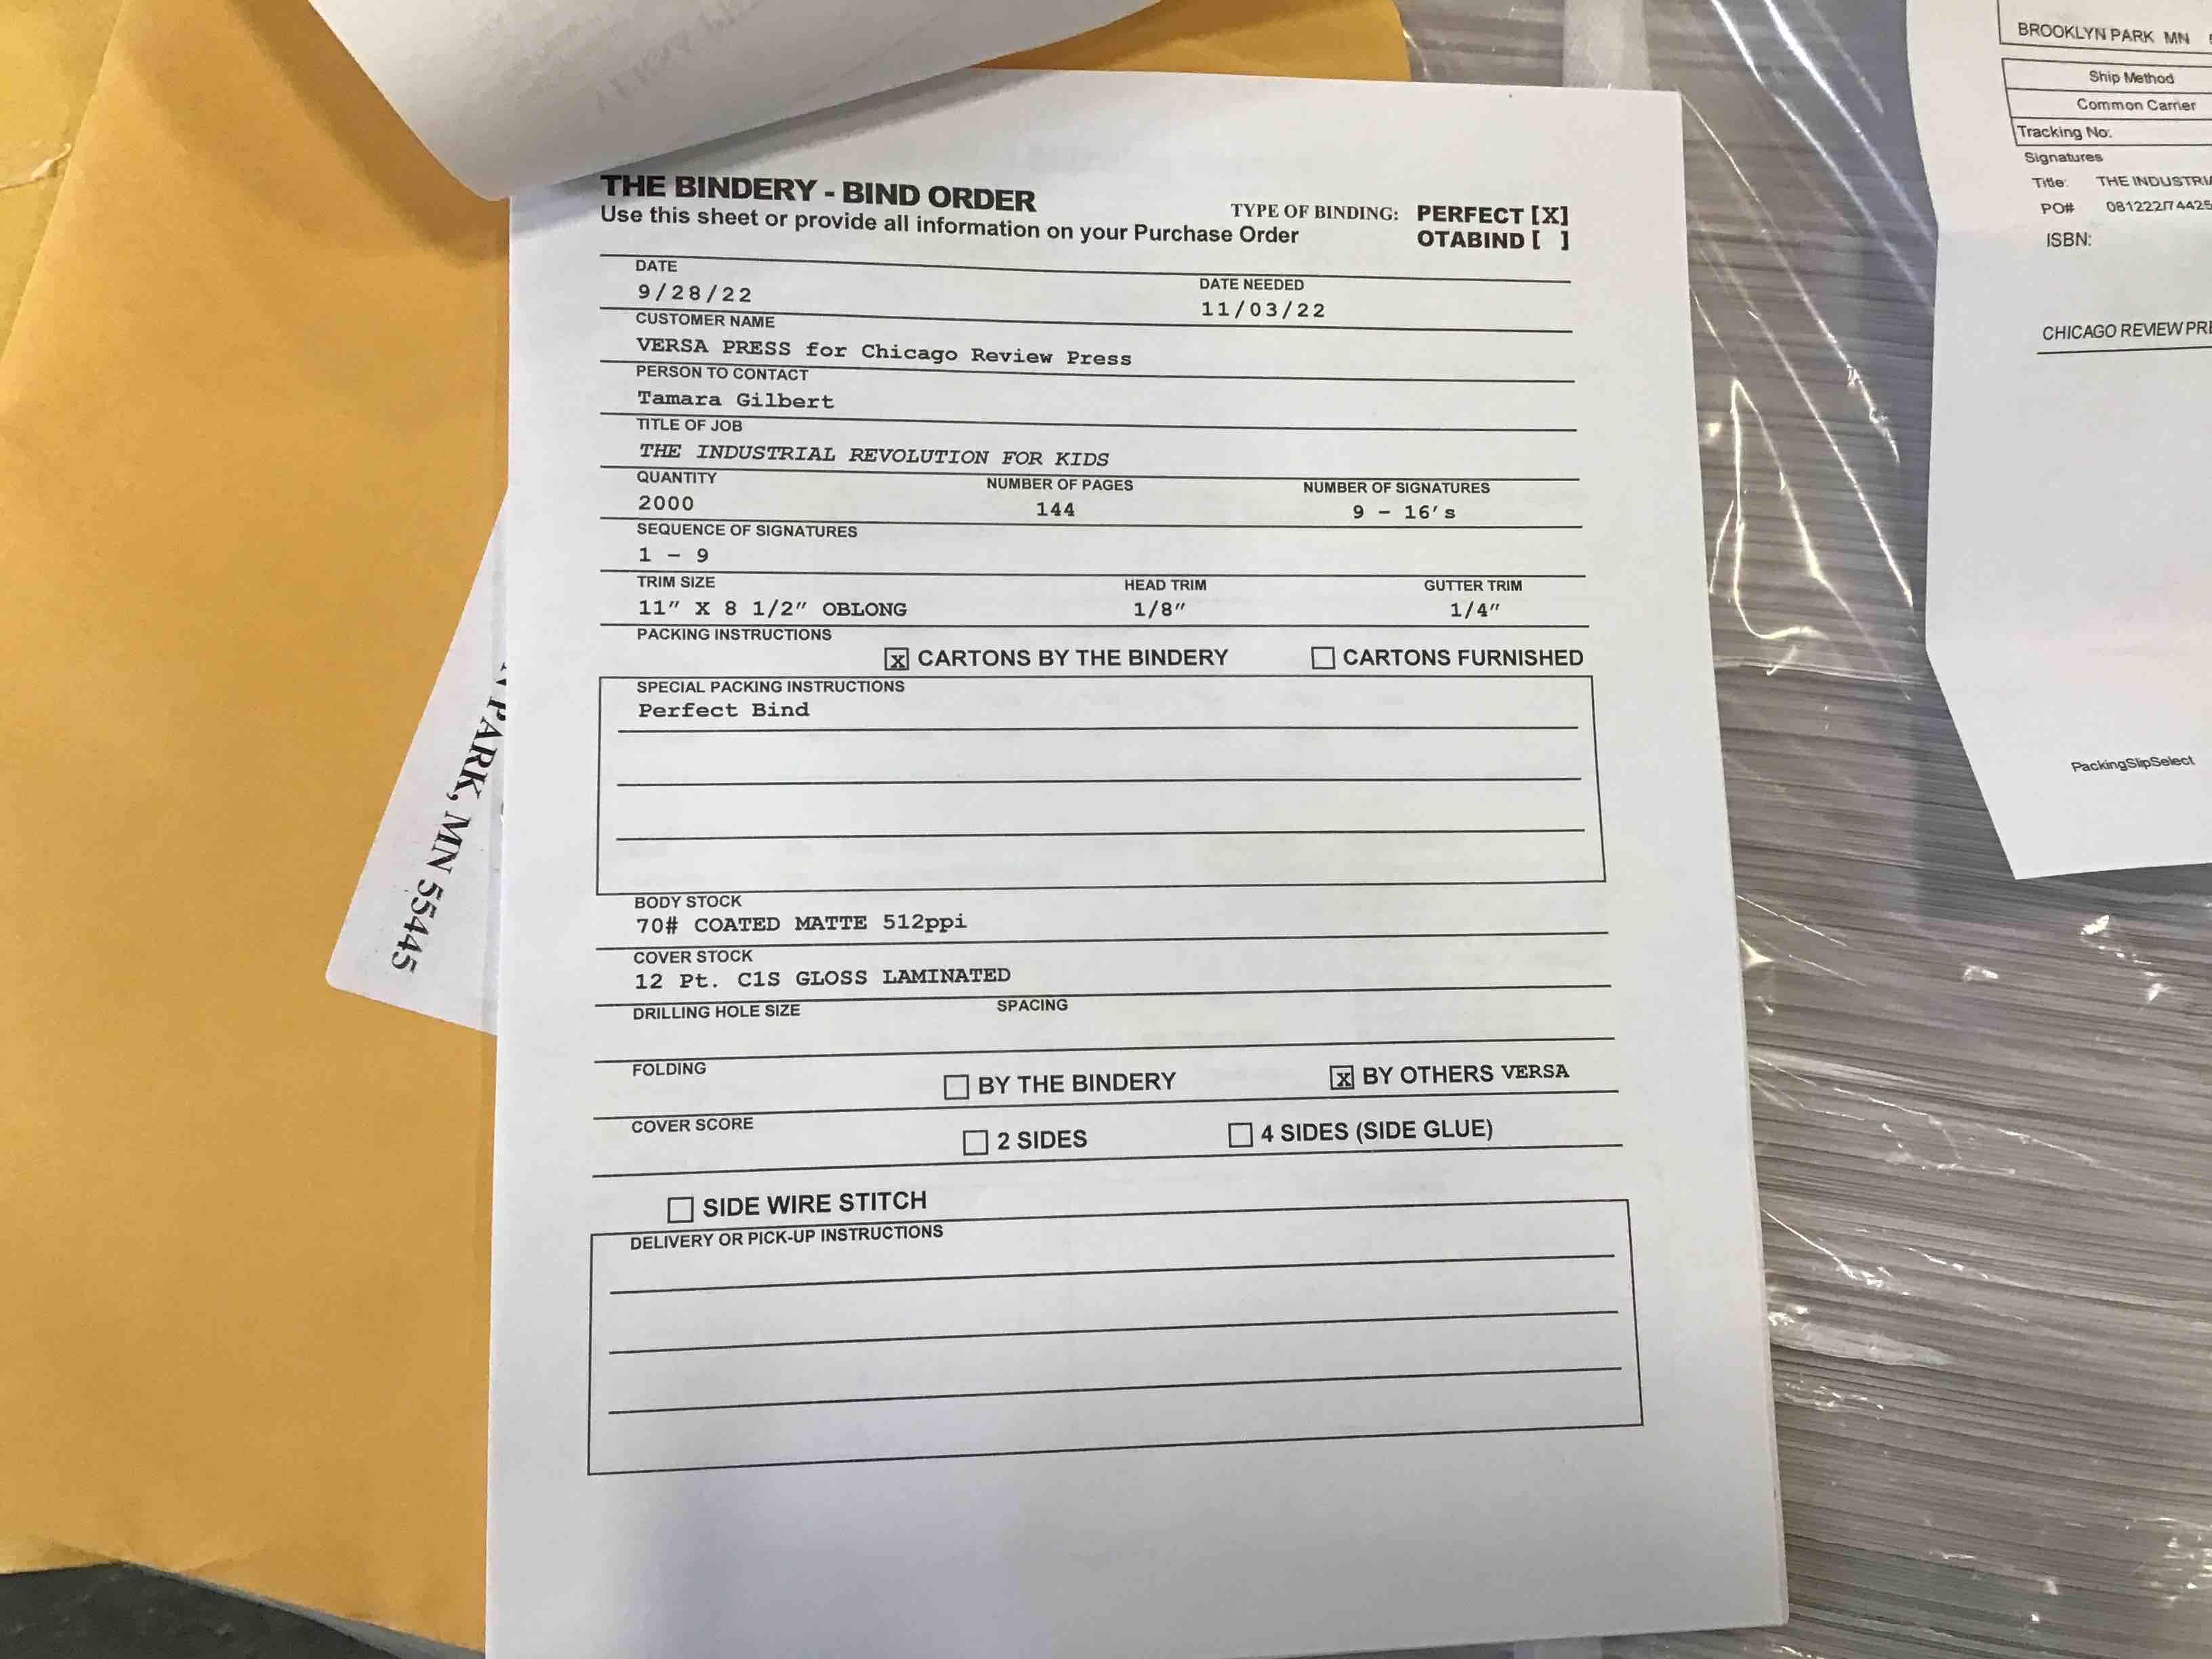 THE BINDERY - BIND ORDER
Use this sheet or provide all information on your Purchase Order
TYPE OF BINDING: PERFECT [X]
OTABIND [ ]
DATE
9/28/22
DATE NEEDED
11/03/22
CUSTOMER NAME
VERSA PRESS for Chicago Review Press
PERSON TO CONTACT
Tamara Gilbert
TITLE OF JOB
THE INDUSTRIAL REVOLUTION FOR KIDS
QUANTITY NUMBER OF PAGES NUMBER OF SIGNATURES
2000 144 9 - 16's
SEQUENCE OF SIGNATURES
1 - 9
TRIM SIZE HEAD TRIM GUTTER TRIM
11" X 8 1/2" OBLONG 1/8" 1/4"
PACKING INSTRUCTIONS
[x] CARTONS BY THE BINDERY [ ] CARTONS FURNISHED
SPECIAL PACKING INSTRUCTIONS
Perfect Bind
BODY STOCK
70# COATED MATTE 512ppi
COVER STOCK
12 Pt. C1S GLOSS LAMINATED
DRILLING HOLE SIZE SPACING
FOLDING
[ ] BY THE BINDERY [x] BY OTHERS VERSA
COVER SCORE
[ ] 2 SIDES [ ] 4 SIDES (SIDE GLUE)
[ ] SIDE WIRE STITCH
DELIVERY OR PICK-UP INSTRUCTIONS
PARK, MN 55445
BROOKLYN PARK MN
Ship Method
Common Carrier
Tracking No:
Signatures
Title: THE INDUSTRI
PO# 081222/74425
ISBN:
CHICAGO REVIEW PR
PackingSlipSelect